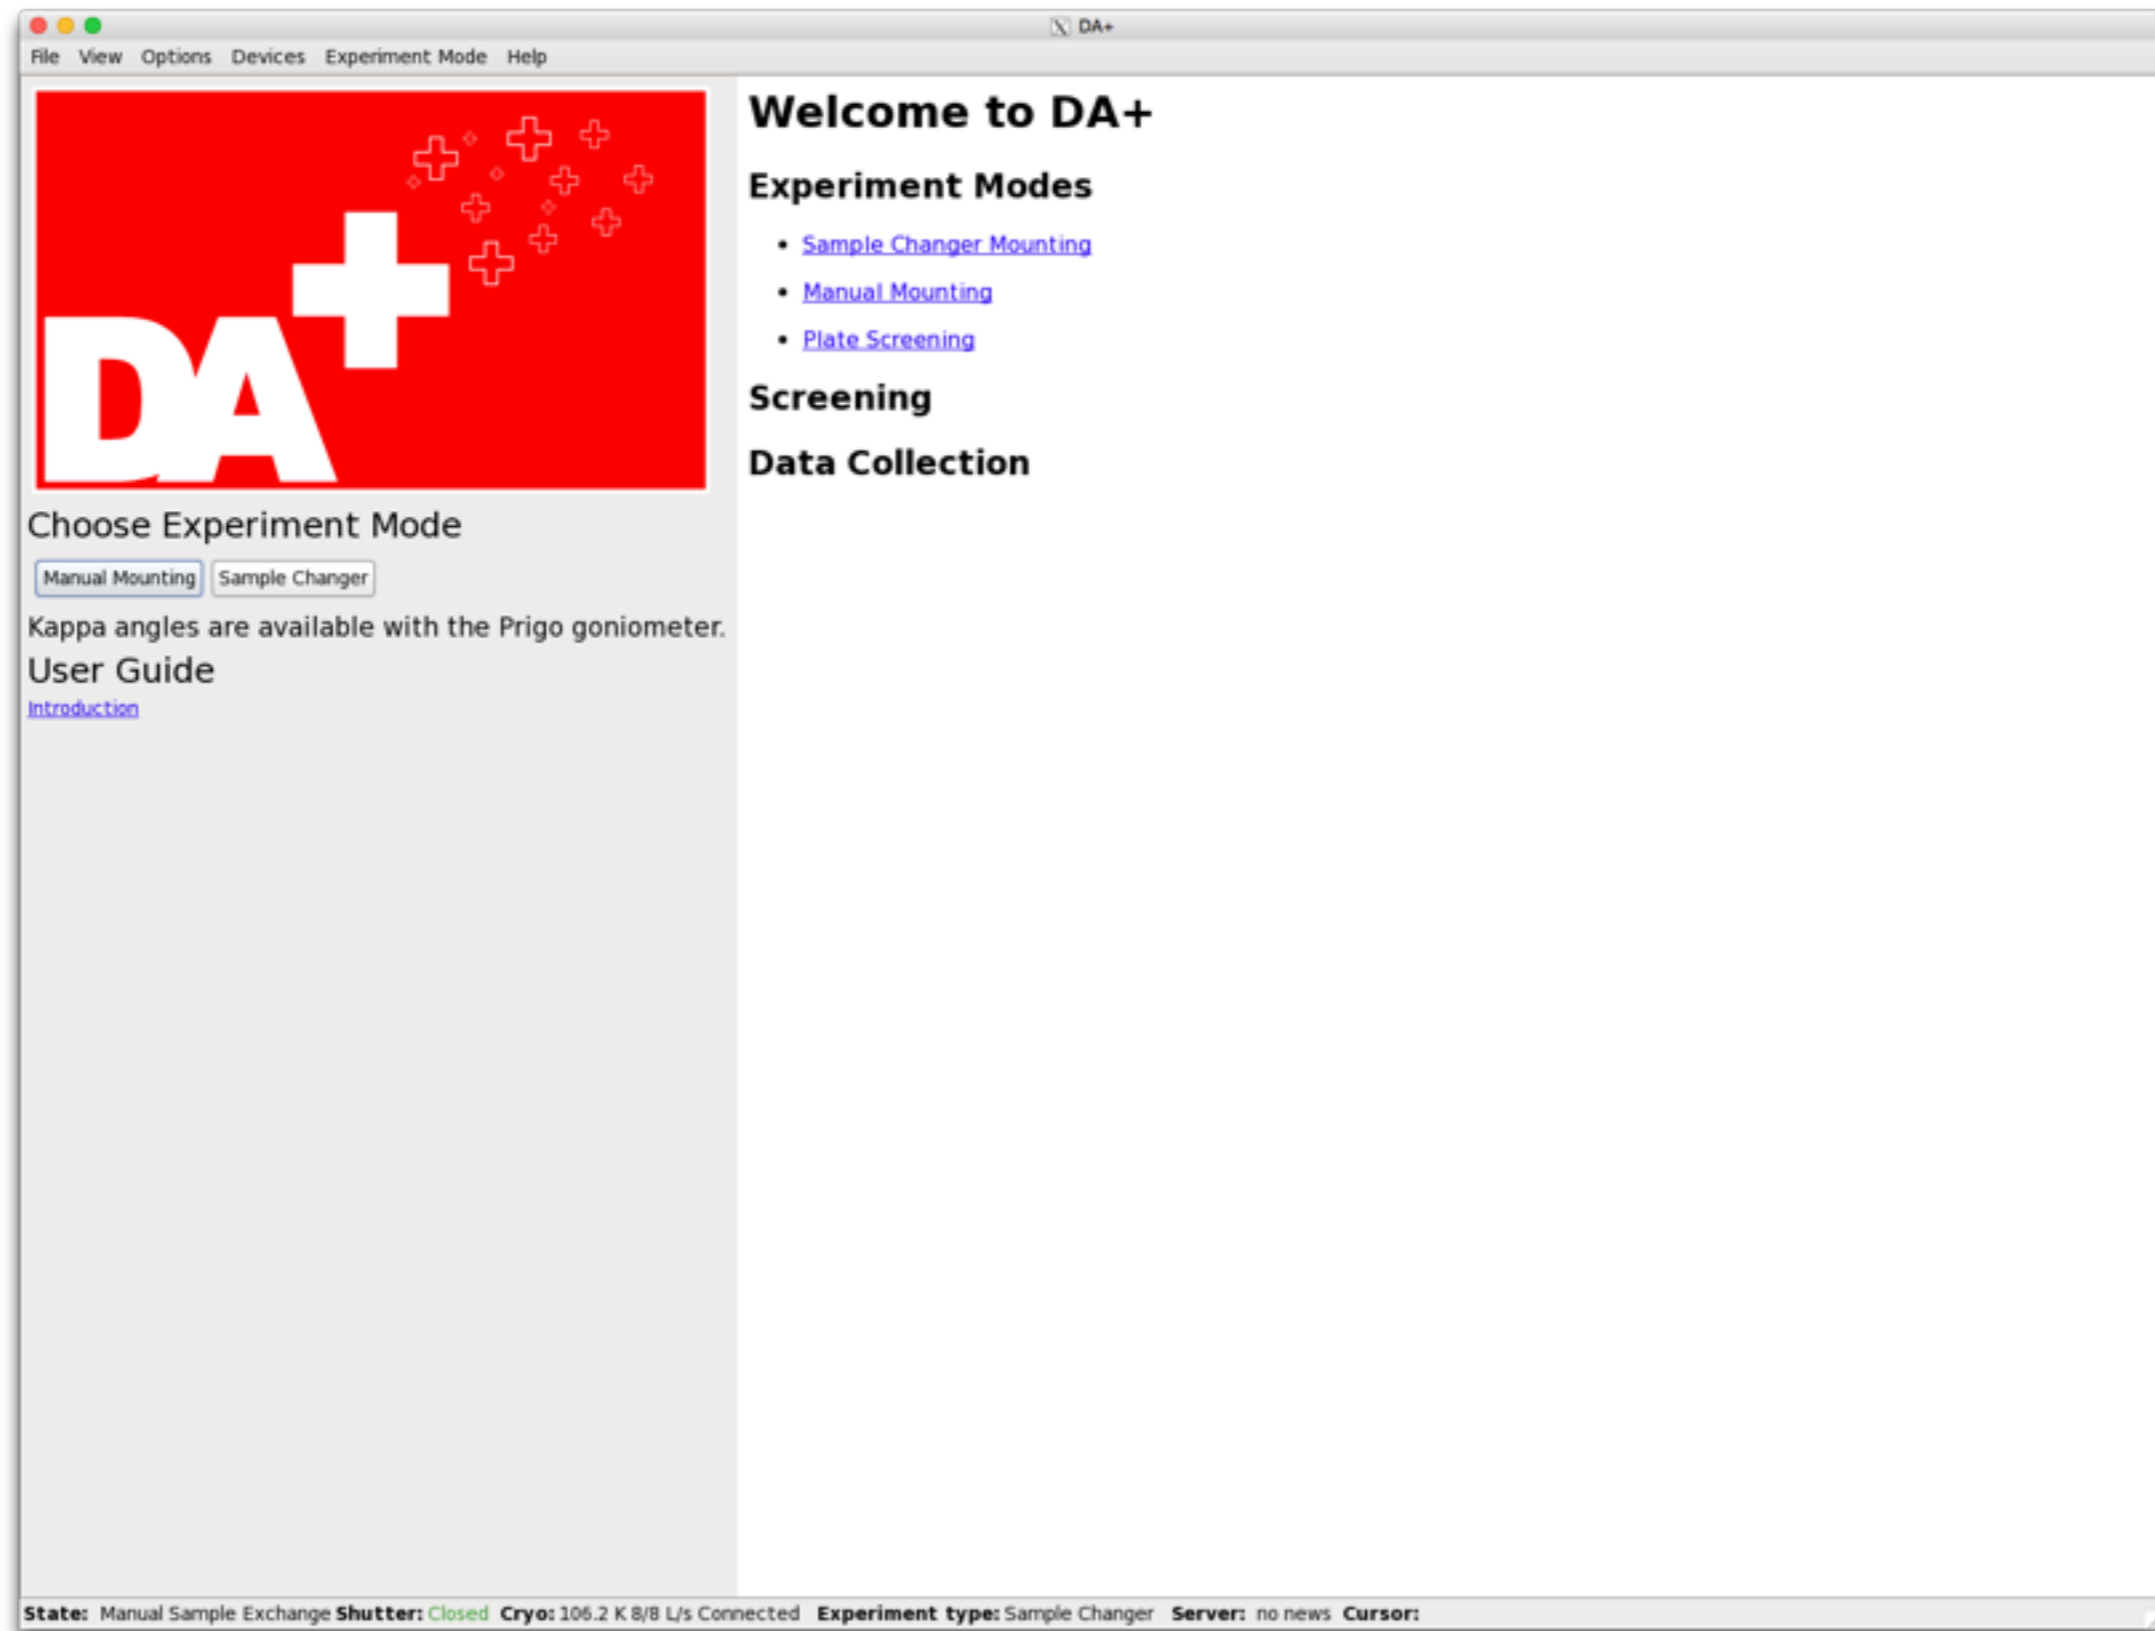 DA+
File View Options Devices Experiment Mode Help
DA+
Choose Experiment Mode
Manual Mounting Sample Changer
Kappa angles are available with the Prigo goniometer.
User Guide
Introduction
Welcome to DA+
Experiment Modes
• Sample Changer Mounting
• Manual Mounting
• Plate Screening
Screening
Data Collection
State: Manual Sample Exchange Shutter: Closed Cryo: 106.2 K 8/8 L/s Connected Experiment type: Sample Changer Server: no news Cursor: